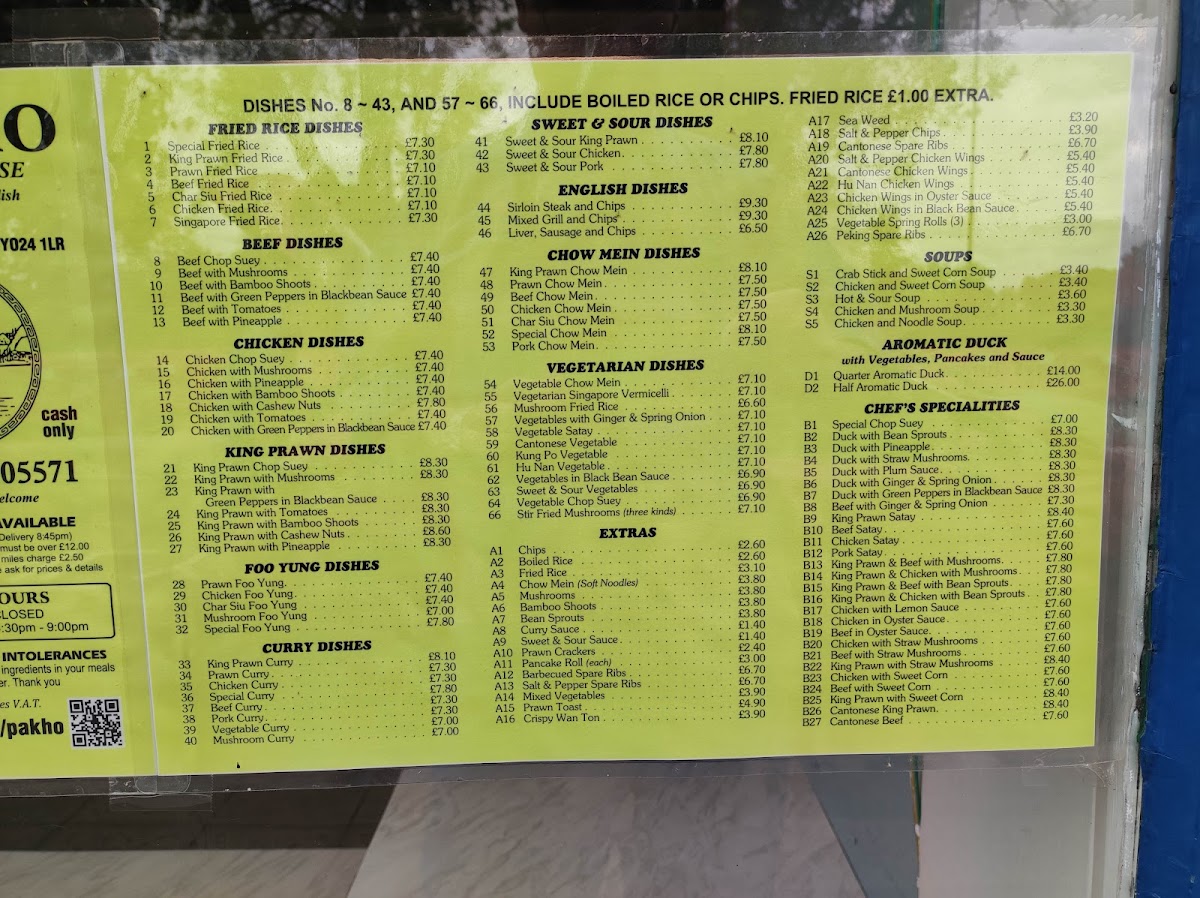 O
SE
lish
YO24 1LR
cash
only
05571
elcome
AVAILABLE
Delivery 8:45pm)
must be over £12.00
miles charge £2.50
ask for prices & details
OURS
CLOSED
:30pm - 9:00pm
INTOLERANCES
ingredients in your meals
er. Thank you
es V.A.T.
/pakho
DISHES No. 8 ~ 43, AND 57 ~ 66, INCLUDE BOILED RICE OR CHIPS. FRIED RICE £1.00 EXTRA.
FRIED RICE DISHES
1 Special Fried Rice £7.30
2 King Prawn Fried Rice £7.30
3 Prawn Fried Rice £7.10
4 Beef Fried Rice £7.10
5 Char Siu Fried Rice £7.10
6 Chicken Fried Rice £7.10
7 Singapore Fried Rice £7.30
BEEF DISHES
8 Beef Chop Suey £7.40
9 Beef with Mushrooms £7.40
10 Beef with Bamboo Shoots £7.40
11 Beef with Green Peppers in Blackbean Sauce £7.40
12 Beef with Tomatoes £7.40
13 Beef with Pineapple £7.40
CHICKEN DISHES
14 Chicken Chop Suey £7.40
15 Chicken with Mushrooms £7.40
16 Chicken with Pineapple £7.40
17 Chicken with Bamboo Shoots £7.40
18 Chicken with Cashew Nuts £7.80
19 Chicken with Tomatoes £7.40
20 Chicken with Green Peppers in Blackbean Sauce £7.40
KING PRAWN DISHES
21 King Prawn Chop Suey £8.30
22 King Prawn with Mushrooms £8.30
23 King Prawn with
Green Peppers in Blackbean Sauce £8.30
24 King Prawn with Tomatoes £8.30
25 King Prawn with Bamboo Shoots £8.30
26 King Prawn with Cashew Nuts £8.60
27 King Prawn with Pineapple £8.30
FOO YUNG DISHES
28 Prawn Foo Yung £7.40
29 Chicken Foo Yung £7.40
30 Char Siu Foo Yung £7.40
31 Mushroom Foo Yung £7.00
32 Special Foo Yung £7.80
CURRY DISHES
33 King Prawn Curry £8.10
34 Prawn Curry £7.30
35 Chicken Curry £7.30
36 Special Curry £7.80
37 Beef Curry £7.30
38 Pork Curry £7.30
39 Vegetable Curry £7.00
40 Mushroom Curry £7.00
SWEET & SOUR DISHES
41 Sweet & Sour King Prawn £8.10
42 Sweet & Sour Chicken £7.80
43 Sweet & Sour Pork £7.80
ENGLISH DISHES
44 Sirloin Steak and Chips £9.30
45 Mixed Grill and Chips £9.30
46 Liver, Sausage and Chips £6.50
CHOW MEIN DISHES
47 King Prawn Chow Mein £8.10
48 Prawn Chow Mein £7.50
49 Beef Chow Mein £7.50
50 Chicken Chow Mein £7.50
51 Char Siu Chow Mein £7.50
52 Special Chow Mein £8.10
53 Pork Chow Mein £7.50
VEGETARIAN DISHES
54 Vegetable Chow Mein £7.10
55 Vegetarian Singapore Vermicelli £7.10
56 Mushroom Fried Rice £6.60
57 Vegetables with Ginger & Spring Onion £7.10
58 Vegetable Satay £7.10
59 Cantonese Vegetable £7.10
60 Kung Po Vegetable £7.10
61 Hu Nan Vegetable £7.10
62 Vegetables in Black Bean Sauce £6.90
63 Sweet & Sour Vegetables £6.90
64 Vegetable Chop Suey £6.90
66 Stir Fried Mushrooms (three kinds) £7.10
EXTRAS
A1 Chips £2.60
A2 Boiled Rice £2.60
A3 Fried Rice £3.10
A4 Chow Mein (Soft Noodles) £3.80
A5 Mushrooms £3.80
A6 Bamboo Shoots £3.80
A7 Bean Sprouts £3.80
A8 Curry Sauce £1.40
A9 Sweet & Sour Sauce £1.40
A10 Prawn Crackers £2.40
A11 Pancake Roll (each) £3.00
A12 Barbecued Spare Ribs £6.70
A13 Salt & Pepper Spare Ribs £6.70
A14 Mixed Vegetables £3.90
A15 Prawn Toast £4.90
A16 Crispy Wan Ton £3.90
A17 Sea Weed £3.20
A18 Salt & Pepper Chips £3.90
A19 Cantonese Spare Ribs £6.70
A20 Salt & Pepper Chicken Wings £5.40
A21 Cantonese Chicken Wings £5.40
A22 Hu Nan Chicken Wings £5.40
A23 Chicken Wings in Oyster Sauce £5.40
A24 Chicken Wings in Black Bean Sauce £5.40
A25 Vegetable Spring Rolls (3) £3.00
A26 Peking Spare Ribs £6.70
SOUPS
S1 Crab Stick and Sweet Corn Soup £3.40
S2 Chicken and Sweet Corn Soup £3.40
S3 Hot & Sour Soup £3.60
S4 Chicken and Mushroom Soup £3.30
S5 Chicken and Noodle Soup £3.30
AROMATIC DUCK
with Vegetables, Pancakes and Sauce
D1 Quarter Aromatic Duck £14.00
D2 Half Aromatic Duck £26.00
CHEF'S SPECIALITIES
B1 Special Chop Suey £7.00
B2 Duck with Bean Sprouts £8.30
B3 Duck with Pineapple £8.30
B4 Duck with Straw Mushrooms £8.30
B5 Duck with Plum Sauce £8.30
B6 Duck with Ginger & Spring Onion £8.30
B7 Duck with Green Peppers in Blackbean Sauce £8.30
B8 Beef with Ginger & Spring Onion £7.30
B9 King Prawn Satay £8.40
B10 Beef Satay £7.60
B11 Chicken Satay £7.60
B12 Pork Satay £7.60
B13 King Prawn & Beef with Mushrooms £7.80
B14 King Prawn & Chicken with Mushrooms £7.80
B15 King Prawn & Beef with Bean Sprouts £7.80
B16 King Prawn & Chicken with Bean Sprouts £7.80
B17 Chicken with Lemon Sauce £7.60
B18 Chicken in Oyster Sauce £7.60
B19 Beef in Oyster Sauce £7.60
B20 Chicken with Straw Mushrooms £7.60
B21 Beef with Straw Mushrooms £7.60
B22 King Prawn with Straw Mushrooms £8.40
B23 Chicken with Sweet Corn £7.60
B24 Beef with Sweet Corn £7.60
B25 King Prawn with Sweet Corn £8.40
B26 Cantonese King Prawn £8.40
B27 Cantonese Beef £7.60